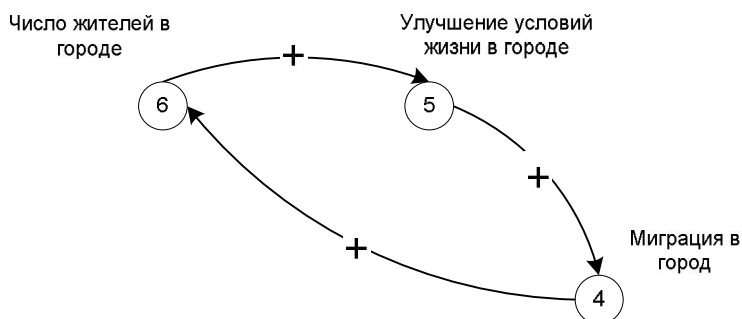 Число жителей в
городе
Улучшение условий
жизни в городе
+
6
5
+
Миграция в
город
+
4